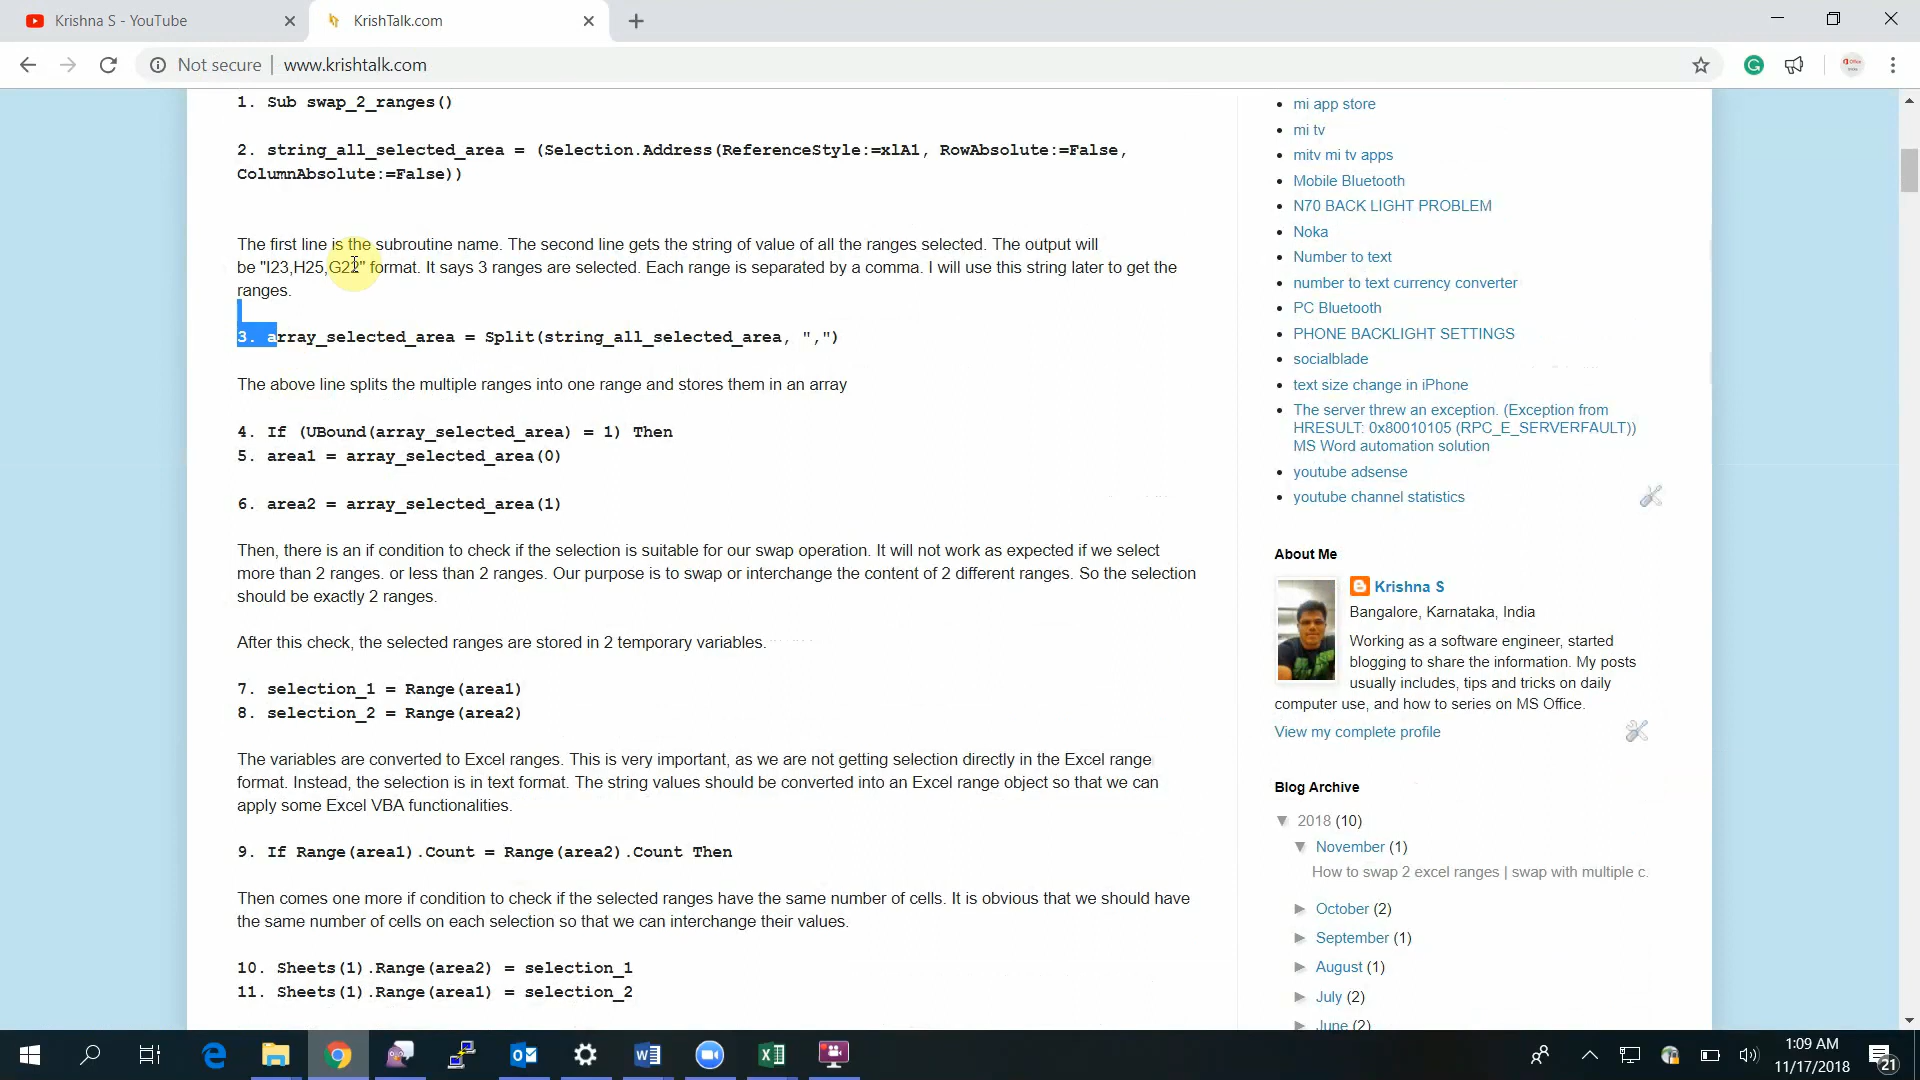 Krishna S - YouTube
KrishTalk.com
Not secure
www.krishtalk.com
1. Sub swap_2_ranges()
2. string_all_selected_area = (Selection.Address(ReferenceStyle:=xlA1, RowAbsolute:=False,
ColumnAbsolute:=False))
The first line is the subroutine name. The second line gets the string of value of all the ranges selected. The output will
be "I23,H25,G22" format. It says 3 ranges are selected. Each range is separated by a comma. I will use this string later to get the
ranges.
3. array_selected_area = Split(string_all_selected_area, ",")
The above line splits the multiple ranges into one range and stores them in an array
4. If (UBound(array_selected_area) = 1) Then
5. area1 = array_selected_area(0)
6. area2 = array_selected_area(1)
Then, there is an if condition to check if the selection is suitable for our swap operation. It will not work as expected if we select
more than 2 ranges. or less than 2 ranges. Our purpose is to swap or interchange the content of 2 different ranges. So the selection
should be exactly 2 ranges.
After this check, the selected ranges are stored in 2 temporary variables.
7. selection_1 = Range(area1)
8. selection_2 = Range(area2)
The variables are converted to Excel ranges. This is very important, as we are not getting selection directly in the Excel range
format. Instead, the selection is in text format. The string values should be converted into an Excel range object so that we can
apply some Excel VBA functionalities.
9. If Range(area1).Count = Range(area2).Count Then
Then comes one more if condition to check if the selected ranges have the same number of cells. It is obvious that we should have
the same number of cells on each selection so that we can interchange their values.
10. Sheets(1).Range(area2) = selection_1
11. Sheets(1).Range(area1) = selection_2
mi app store
mi tv
mitv mi tv apps
Mobile Bluetooth
N70 BACK LIGHT PROBLEM
Noka
Number to text
number to text currency converter
PC Bluetooth
PHONE BACKLIGHT SETTINGS
socialblade
text size change in iPhone
The server threw an exception. (Exception from
HRESULT: 0x80010105 (RPC_E_SERVERFAULT))
MS Word automation solution
youtube adsense
youtube channel statistics
About Me
Krishna S
Bangalore, Karnataka, India
Working as a software engineer, started
blogging to share the information. My posts
usually includes, tips and tricks on daily
computer use, and how to series on MS Office.
View my complete profile
Blog Archive
▼ 2018 (10)
▼ November (1)
How to swap 2 excel ranges | swap with multiple c.
► October (2)
► September (1)
► August (1)
► July (2)
► June (2)
1:09 AM
11/17/2018
21